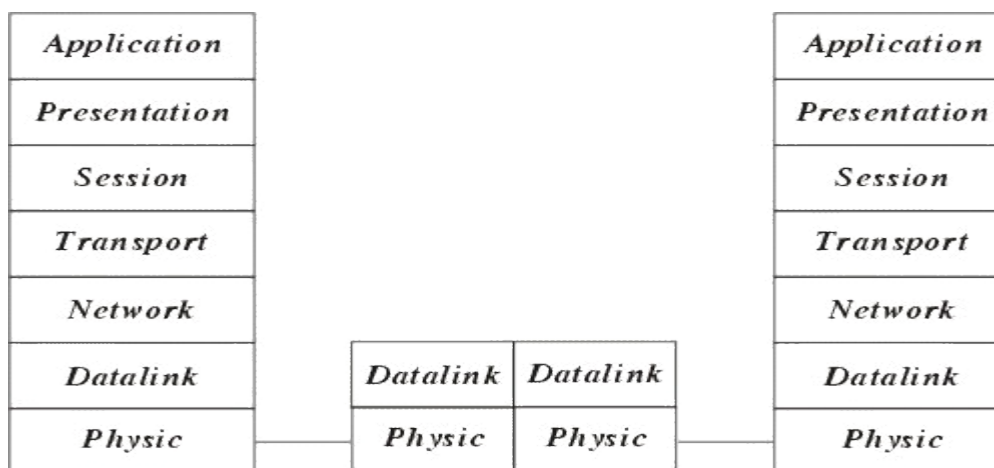 Application
Presentation
Session
Transport
Network
Datalink
Physic
Datalink Datalink
Physic Physic
Application
Presentation
Session
Transport
Network
Datalink
Physic